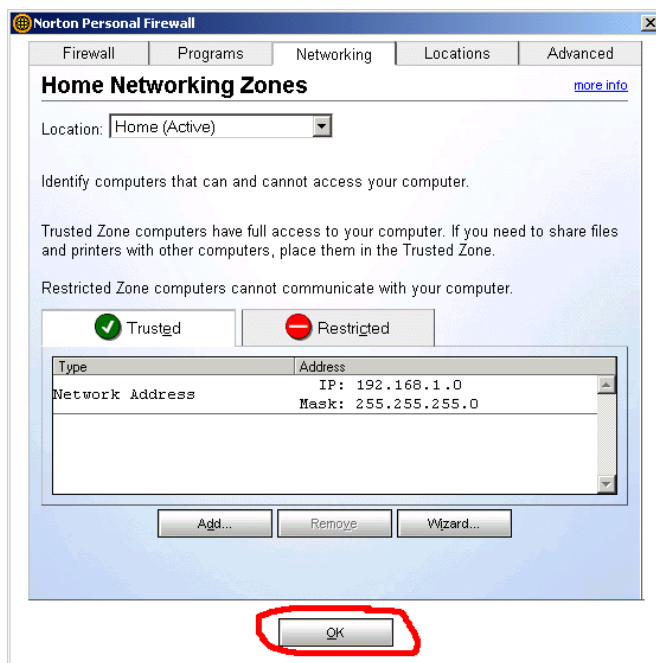 Norton Personal Firewall
Firewall Programs Networking Locations Advanced
Home Networking Zones more info
Location: Home (Active)
Identify computers that can and cannot access your computer.
Trusted Zone computers have full access to your computer. If you need to share files
and printers with other computers, place them in the Trusted Zone.
Restricted Zone computers cannot communicate with your computer.
Trusted Restricted
Type Address
Network Address IP: 192.168.1.0
Mask: 255.255.255.0
Add... Remove Wizard...
OK